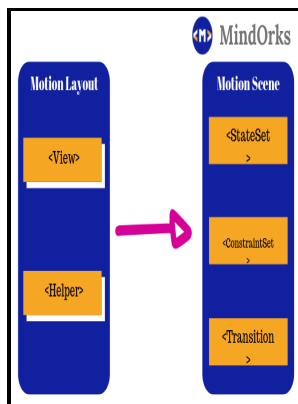 <M> MindOrks
Motion Layout
<View>
<Helper>
Motion Scene
<StateSet
>
<ConstraintSet
>
<Transition
>